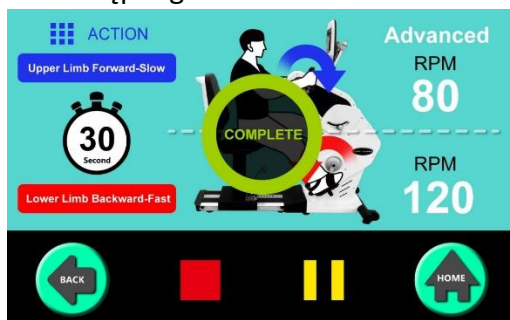 ACTION
Advanced
Upper Limb Forward-Slow
RPM
80
30
Second
COMPLETE
RPM
120
Lower Limb Backward-Fast
BACK
HOME